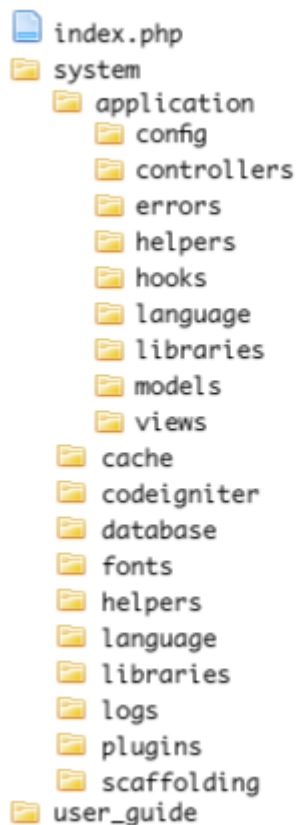 index.php
system
application
config
controllers
errors
helpers
hooks
language
libraries
models
views
cache
codeigniter
database
fonts
helpers
language
libraries
logs
plugins
scaffolding
user_guide